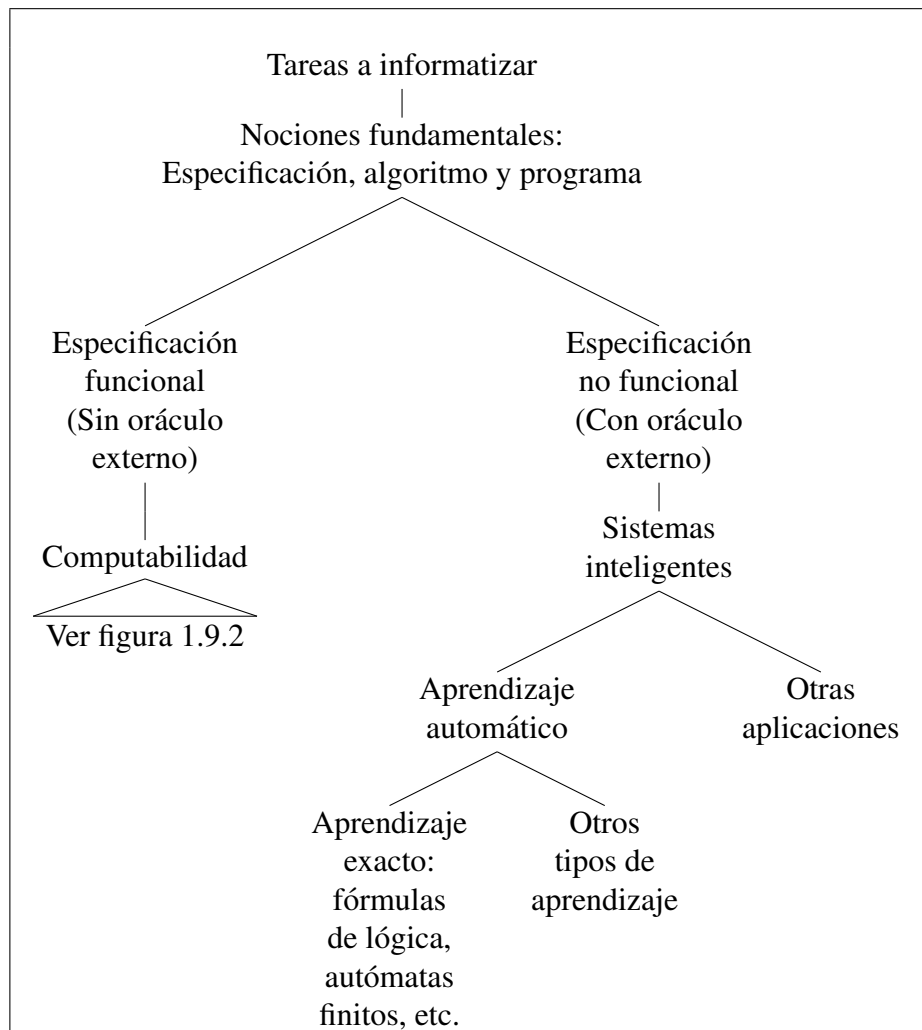 Tareas a informatizar
Nociones fundamentales:
Especificación, algoritmo y programa
Especificación
funcional
(Sin oráculo
externo)
Especificación
no funcional
(Con oráculo
externo)
Computabilidad
Ver figura 1.9.2
Sistemas
inteligentes
Aprendizaje
automático
Otras
aplicaciones
Aprendizaje
exacto:
fórmulas
de lógica,
autómatas
finitos, etc.
Otros
tipos de
aprendizaje